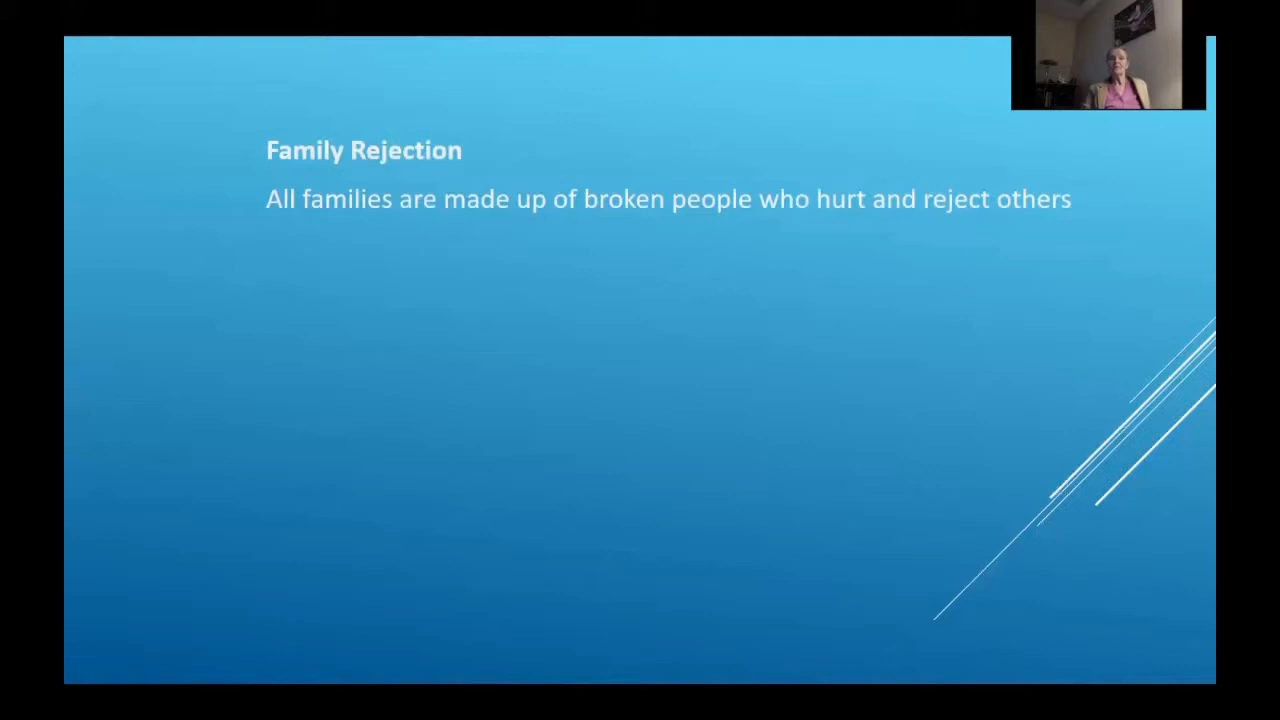 Family Rejection
All families are made up of broken people who hurt and reject others